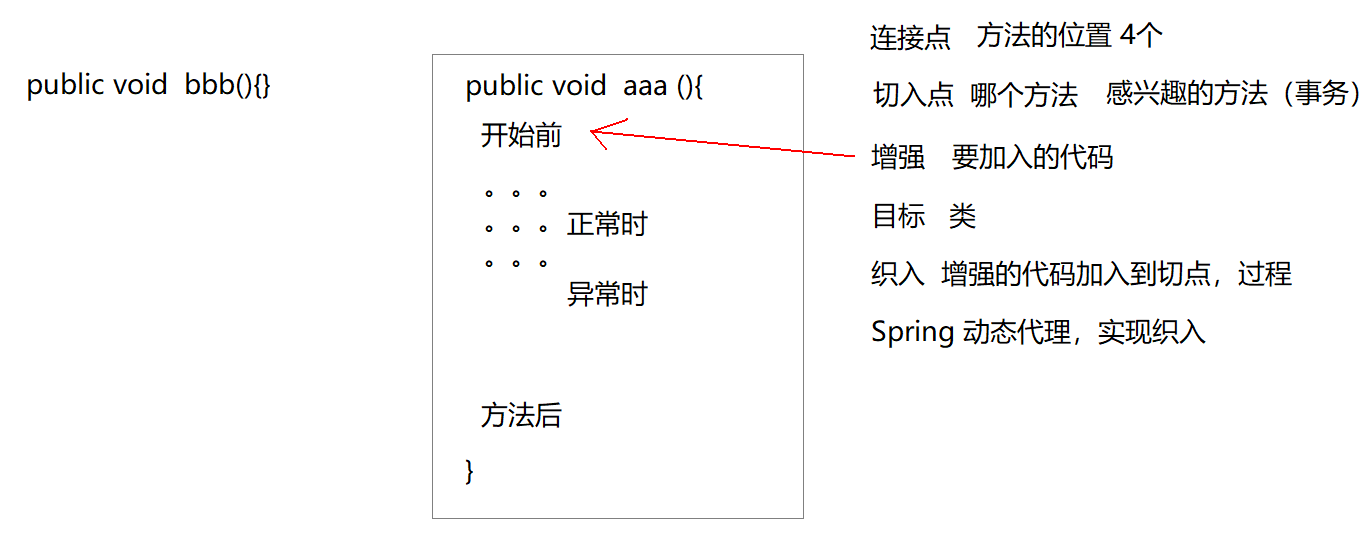 public void  bbb(){}
public void  aaa (){
开始前
。。。
。。。正常时
。。。
异常时
方法后
}
连接点   方法的位置 4个
切入点  哪个方法   感兴趣的方法（事务）
增强   要加入的代码
目标   类
织入  增强的代码加入到切点，过程
Spring 动态代理，实现织入